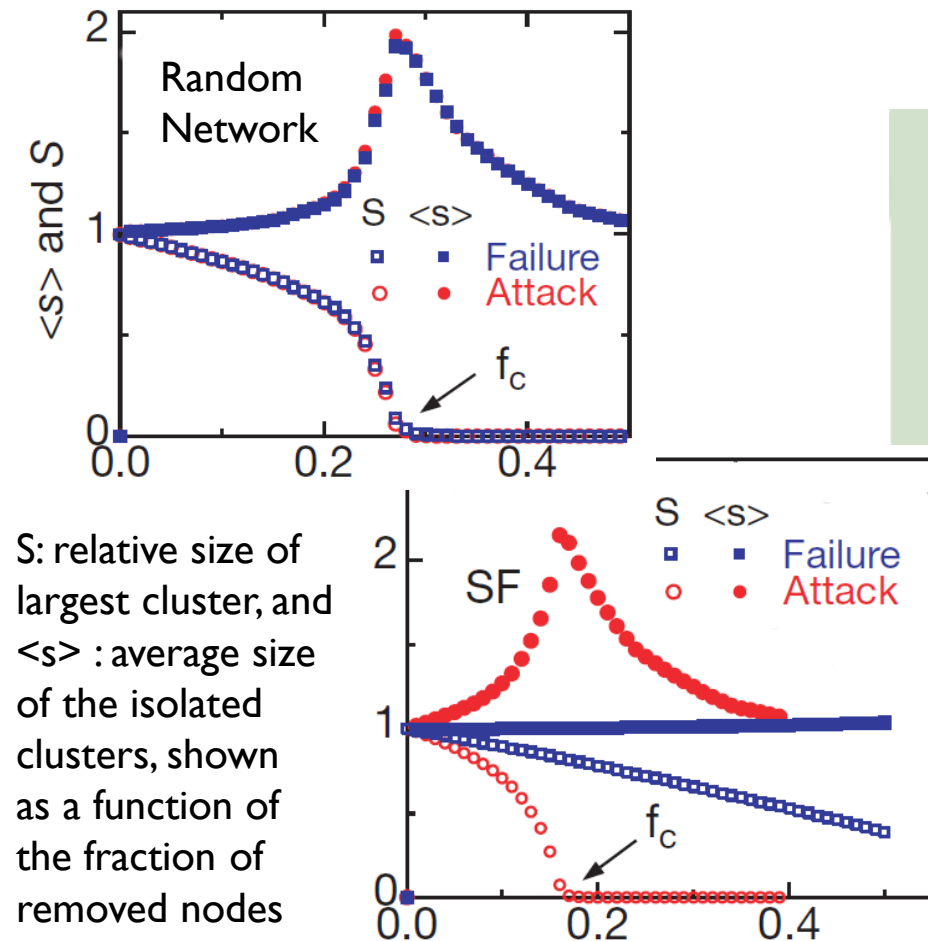 2
Random
Network
<s> and S
1
S <s>
Failure
Attack
fc
0
0.0 0.2 0.4
S: relative size of
largest cluster, and
<s> : average size
of the isolated
clusters, shown
as a function of
the fraction of
removed nodes
2
SF
S <s>
Failure
Attack
1
fc
0
0.0 0.2 0.4